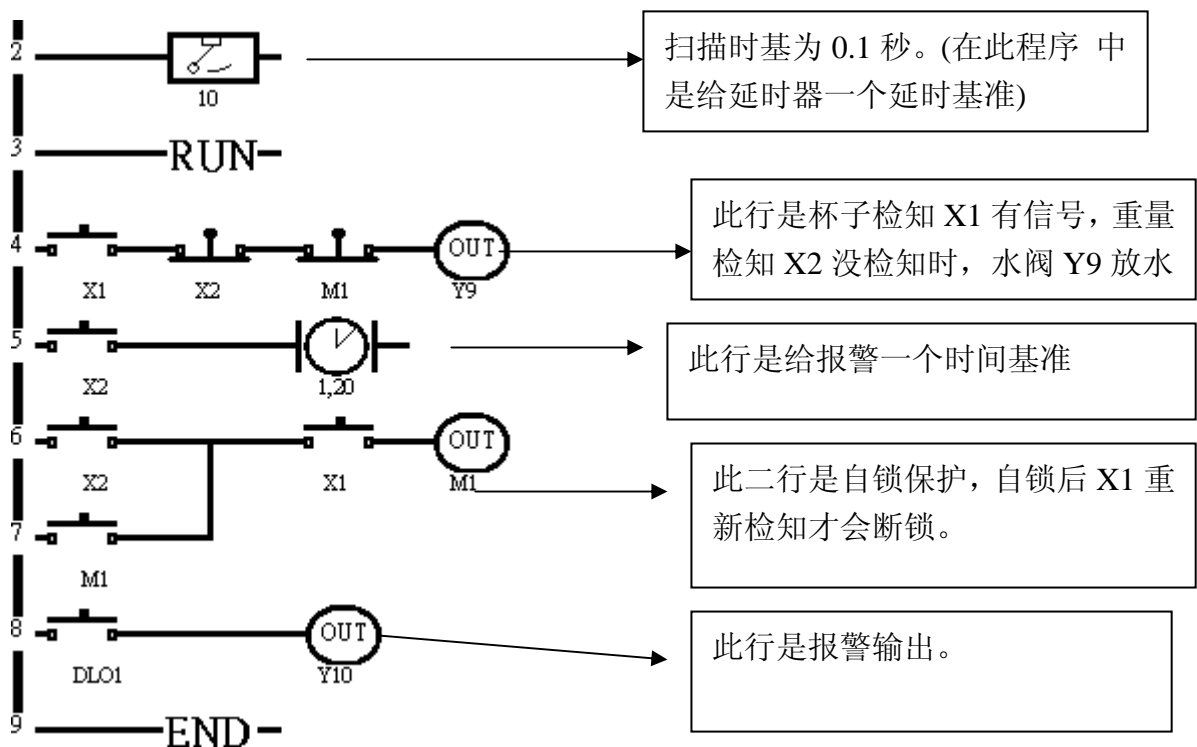 2
10
扫描时基为 0.1 秒。(在此程序 中
是给延时器一个延时基准)
3
RUN
4
X1 X2 M1 OUT Y9
此行是杯子检知 X1 有信号，重量
检知 X2 没检知时，水阀 Y9 放水
5
X2 1,20
此行是给报警一个时间基准
6
X2 X1 OUT M1
此二行是自锁保护，自锁后 X1 重
新检知才会断锁。
7
M1
8
DLO1 OUT Y10
此行是报警输出。
9
END